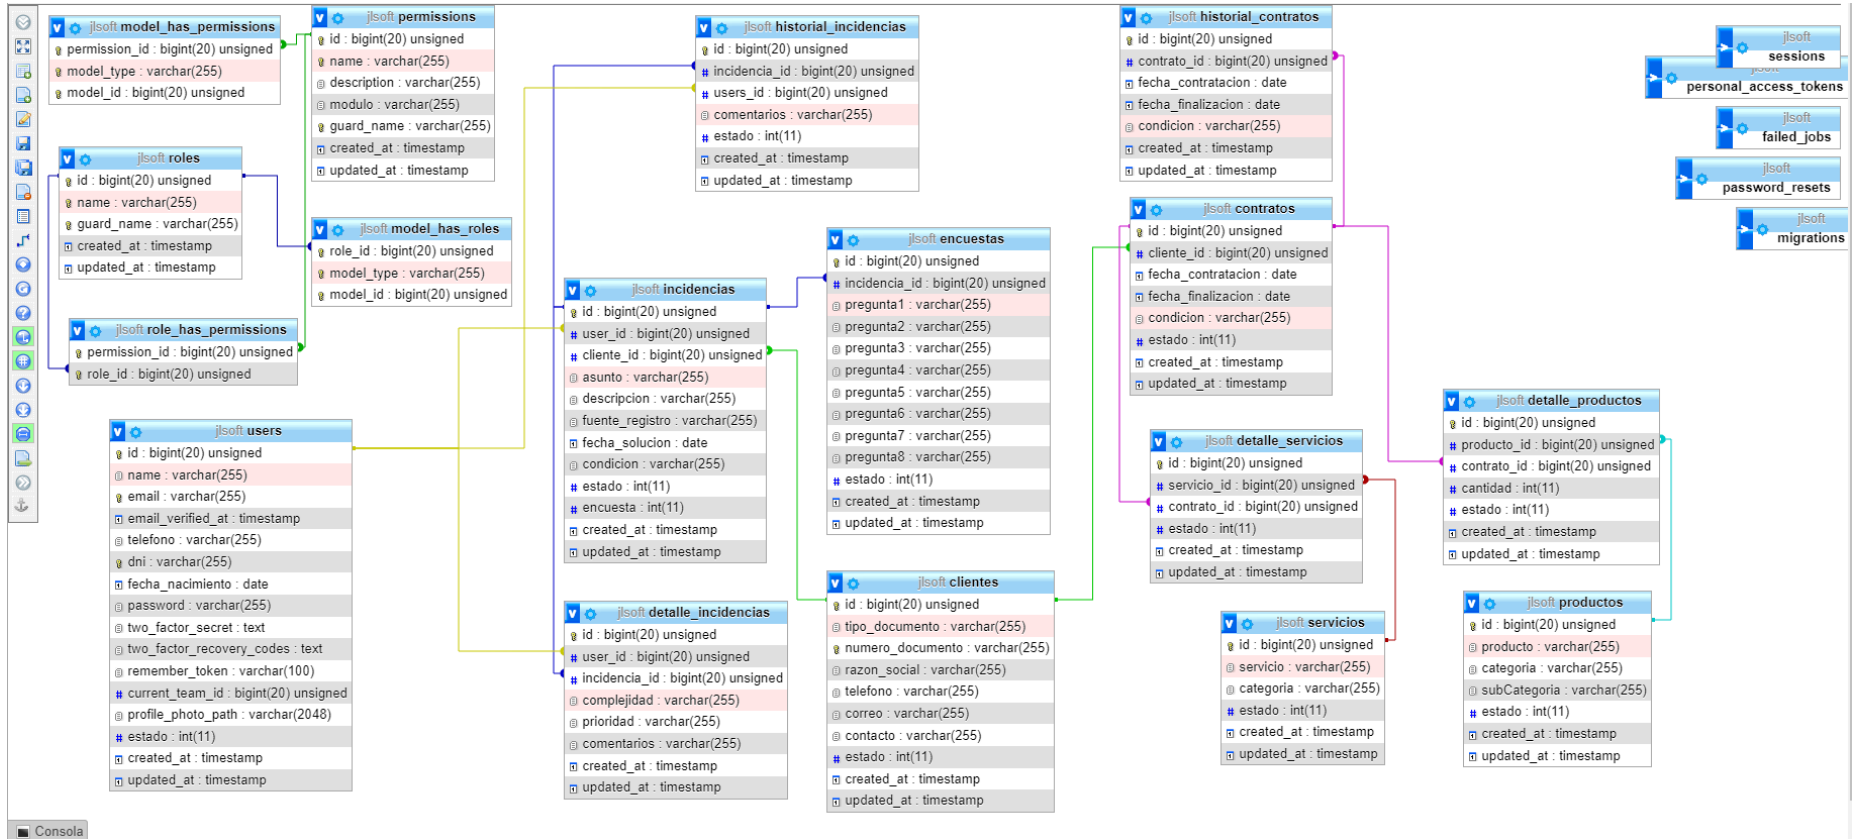 jlsoft model_has_permissions
permission_id : bigint(20) unsigned
model_type : varchar(255)
model_id : bigint(20) unsigned
jlsoft permissions
id : bigint(20) unsigned
name : varchar(255)
description : varchar(255)
modulo : varchar(255)
guard_name : varchar(255)
created_at : timestamp
updated_at : timestamp
jlsoft historial_incidencias
id : bigint(20) unsigned
incidencia_id : bigint(20) unsigned
users_id : bigint(20) unsigned
comentarios : varchar(255)
estado : int(11)
created_at : timestamp
updated_at : timestamp
jlsoft historial_contratos
id : bigint(20) unsigned
contrato_id : bigint(20) unsigned
fecha_contratacion : date
fecha_finalizacion : date
condicion : varchar(255)
created_at : timestamp
updated_at : timestamp
jlsoft
sessions
jlsoft
personal_access_tokens
jlsoft
failed_jobs
jlsoft
password_resets
jlsoft
migrations
jlsoft roles
id : bigint(20) unsigned
name : varchar(255)
guard_name : varchar(255)
created_at : timestamp
updated_at : timestamp
jlsoft model_has_roles
role_id : bigint(20) unsigned
model_type : varchar(255)
model_id : bigint(20) unsigned
jlsoft role_has_permissions
permission_id : bigint(20) unsigned
role_id : bigint(20) unsigned
jlsoft users
id : bigint(20) unsigned
name : varchar(255)
email : varchar(255)
email_verified_at : timestamp
telefono : varchar(255)
dni : varchar(255)
fecha_nacimiento : date
password : varchar(255)
two_factor_secret : text
two_factor_recovery_codes : text
remember_token : varchar(100)
current_team_id : bigint(20) unsigned
profile_photo_path : varchar(2048)
estado : int(11)
created_at : timestamp
updated_at : timestamp
jlsoft incidencias
id : bigint(20) unsigned
user_id : bigint(20) unsigned
cliente_id : bigint(20) unsigned
asunto : varchar(255)
descripcion : varchar(255)
fuente_registro : varchar(255)
fecha_solucion : date
condicion : varchar(255)
estado : int(11)
encuesta : int(11)
created_at : timestamp
updated_at : timestamp
jlsoft detalle_incidencias
id : bigint(20) unsigned
user_id : bigint(20) unsigned
incidencia_id : bigint(20) unsigned
complejidad : varchar(255)
prioridad : varchar(255)
comentarios : varchar(255)
created_at : timestamp
updated_at : timestamp
jlsoft encuestas
id : bigint(20) unsigned
incidencia_id : bigint(20) unsigned
pregunta1 : varchar(255)
pregunta2 : varchar(255)
pregunta3 : varchar(255)
pregunta4 : varchar(255)
pregunta5 : varchar(255)
pregunta6 : varchar(255)
pregunta7 : varchar(255)
pregunta8 : varchar(255)
estado : int(11)
created_at : timestamp
updated_at : timestamp
jlsoft clientes
id : bigint(20) unsigned
tipo_documento : varchar(255)
numero_documento : varchar(255)
razon_social : varchar(255)
telefono : varchar(255)
correo : varchar(255)
contacto : varchar(255)
estado : int(11)
created_at : timestamp
updated_at : timestamp
jlsoft contratos
id : bigint(20) unsigned
cliente_id : bigint(20) unsigned
fecha_contratacion : date
fecha_finalizacion : date
condicion : varchar(255)
estado : int(11)
created_at : timestamp
updated_at : timestamp
jlsoft detalle_servicios
id : bigint(20) unsigned
servicio_id : bigint(20) unsigned
contrato_id : bigint(20) unsigned
estado : int(11)
created_at : timestamp
updated_at : timestamp
jlsoft servicios
id : bigint(20) unsigned
servicio : varchar(255)
categoria : varchar(255)
estado : int(11)
created_at : timestamp
updated_at : timestamp
jlsoft detalle_productos
id : bigint(20) unsigned
producto_id : bigint(20) unsigned
contrato_id : bigint(20) unsigned
cantidad : int(11)
estado : int(11)
created_at : timestamp
updated_at : timestamp
jlsoft productos
id : bigint(20) unsigned
producto : varchar(255)
categoria : varchar(255)
subCategoria : varchar(255)
estado : int(11)
created_at : timestamp
updated_at : timestamp
Consola